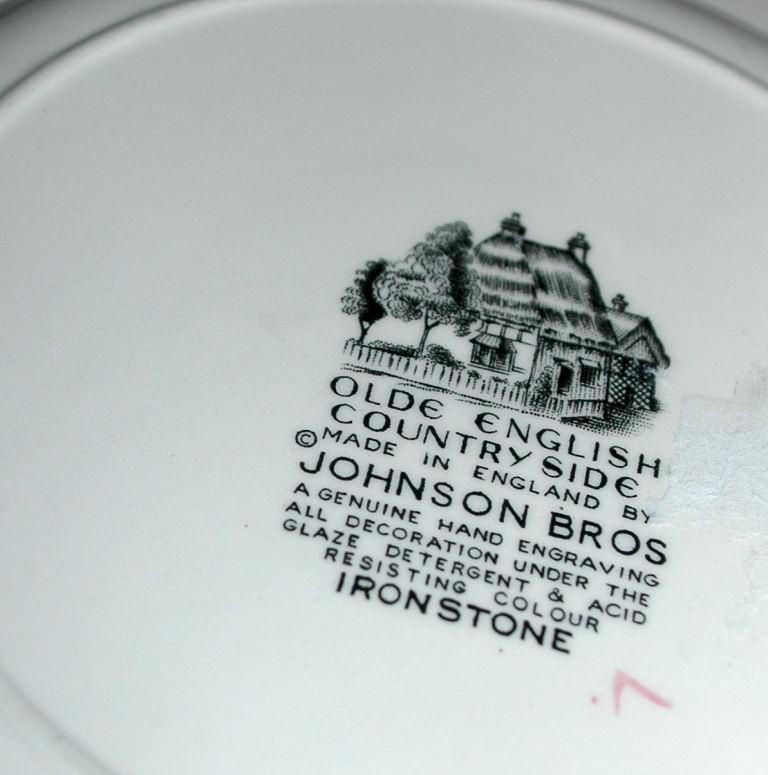 OLDE ENGLISH
COUNTRYSIDE
©MADE IN ENGLAND BY
JOHNSON BROS
A GENUINE HAND ENGRAVING
ALL DECORATION UNDER THE
GLAZE DETERGENT & ACID
RESISTING COLOUR
IRONSTONE